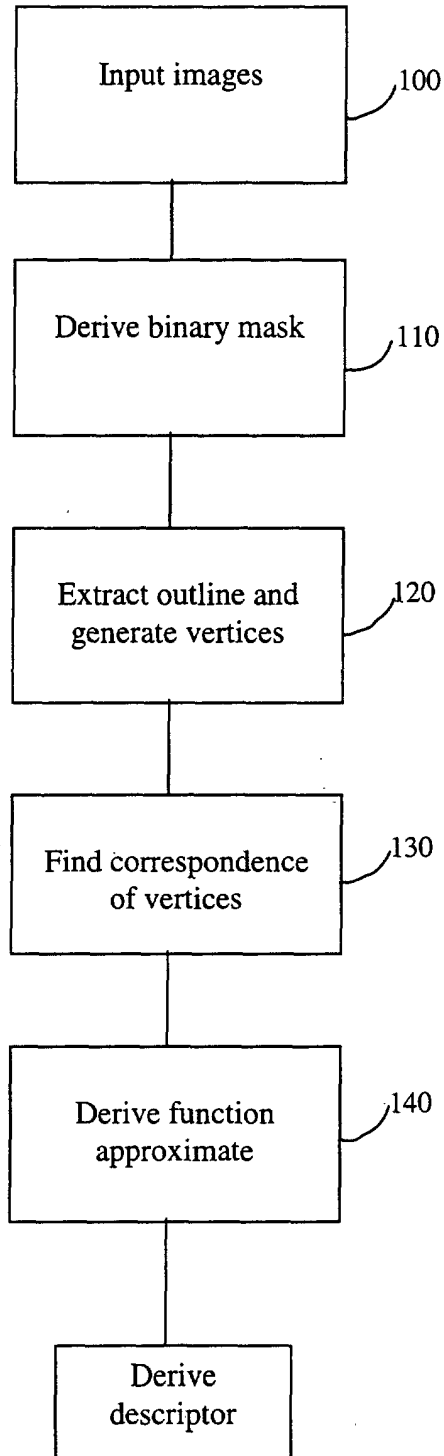 Input images
100
Derive binary mask
110
Extract outline and
generate vertices
120
Find correspondence
of vertices
130
Derive function
approximate
140
Derive
descriptor